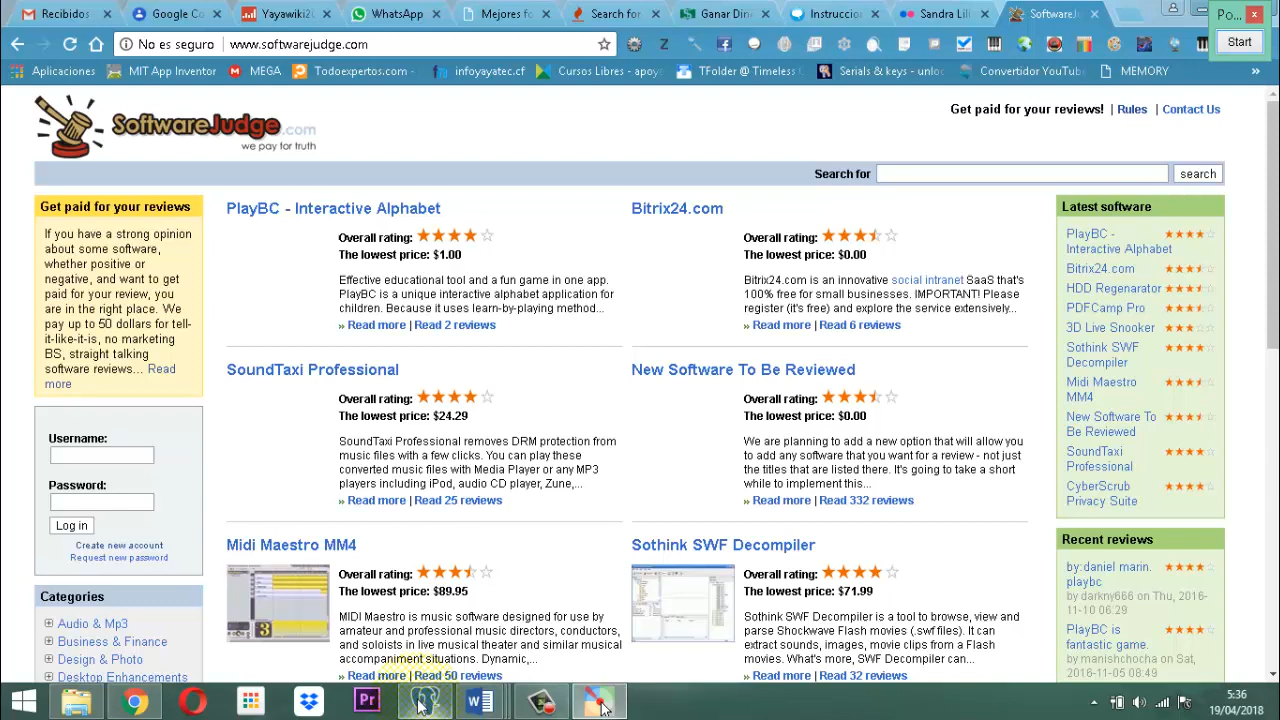 Recibidos
Google Co
Yayawiki2U
WhatsApp
Mejores fo
Search for
Ganar Din
Instruccio
Sandra Lill
SoftwareJu
Po...
Start
No es seguro
www.softwarejudge.com
Aplicaciones
MIT App Inventor
MEGA
Todoexpertos.com -
infoyayatec.cf
Cursos Libres - apoy
TFolder @ Timeless
Serials & keys - unlo
Convertidor YouTub
MEMORY
»
SoftwareJudge.com
we pay for truth
Get paid for your reviews! | Rules | Contact Us
Search for
search
Get paid for your reviews
If you have a strong opinion
about some software,
whether positive or
negative, and want to get
paid for your review, you
are in the right place. We
pay up to 50 dollars for tell-
it-like-it-is, no marketing
BS, straight talking
software reviews... Read
more
Username:
Password:
Log in
Create new account
Request new password
Categories
Audio & Mp3
Business & Finance
Design & Photo
Desktop Enhancements
PlayBC - Interactive Alphabet
Overall rating:
The lowest price: $1.00
Effective educational tool and a fun game in one app.
PlayBC is a unique interactive alphabet application for
children. Because it uses learn-by-playing method...
» Read more | Read 2 reviews
Bitrix24.com
Overall rating:
The lowest price: $0.00
Bitrix24.com is an innovative social intranet SaaS that's
100% free for small businesses. IMPORTANT! Please
register (it's free) and explore the service extensively...
» Read more | Read 6 reviews
SoundTaxi Professional
Overall rating:
The lowest price: $24.29
SoundTaxi Professional removes DRM protection from
music files with a few clicks. You can play these
converted music files with Media Player or any MP3
players including iPod, audio CD player, Zune,...
» Read more | Read 25 reviews
New Software To Be Reviewed
Overall rating:
The lowest price: $0.00
We are planning to add a new option that will allow you
to add any software that you want for a review - not just
the titles that are listed there. It's going to take a short
while to implement this...
» Read more | Read 332 reviews
Midi Maestro MM4
Overall rating:
The lowest price: $89.95
MIDI Maestro is music software designed for use by
amateur and professional music directors, conductors,
and soloists in live musical theater and similar musical
accompaniment situations. Dynamic,...
Read more | Read 50 reviews
Sothink SWF Decompiler
Overall rating:
The lowest price: $71.99
Sothink SWF Decompiler is a tool to browse, view and
parse Shockwave Flash movies (.swf files). It can
extract sounds, images, movie clips from a Flash
movies. What's more, SWF Decompiler can...
» Read more | Read 32 reviews
Latest software
PlayBC -
Interactive Alphabet
Bitrix24.com
HDD Regenarator
PDFCamp Pro
3D Live Snooker
Sothink SWF
Decompiler
Midi Maestro
MM4
New Software To
Be Reviewed
SoundTaxi
Professional
CyberScrub
Privacy Suite
Recent reviews
by:daniel marin.
playbc
by darkny666 on Thu, 2016-
11-10 06:29
PlayBC is
fantastic game.
by manishchocha on Sat,
2016-11-05 08:49
Pr
5:36
19/04/2018